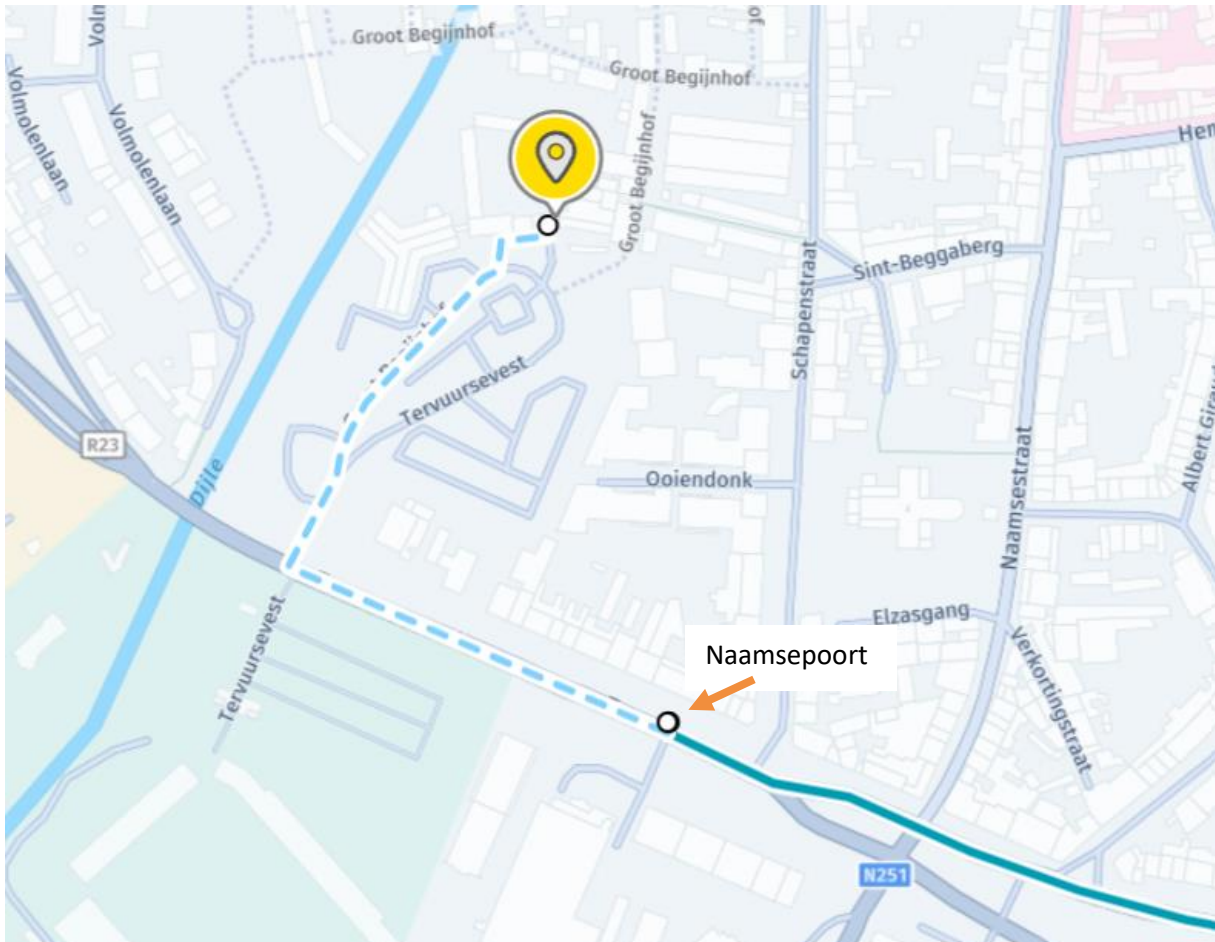 Groot Begijnhof
Groot Begijnhof
Volmolenlaan
Volmolenlaan
Groot Begijnhof
Hem
Sint-Beggaberg
Schapenstraat
Tervuursevest
R23
Dijle
Ooiendonk
Naamsestraat
Albert Giraud
Elzasgang
Verkortingstraat
Naamsepoort
Tervuursevest
N251